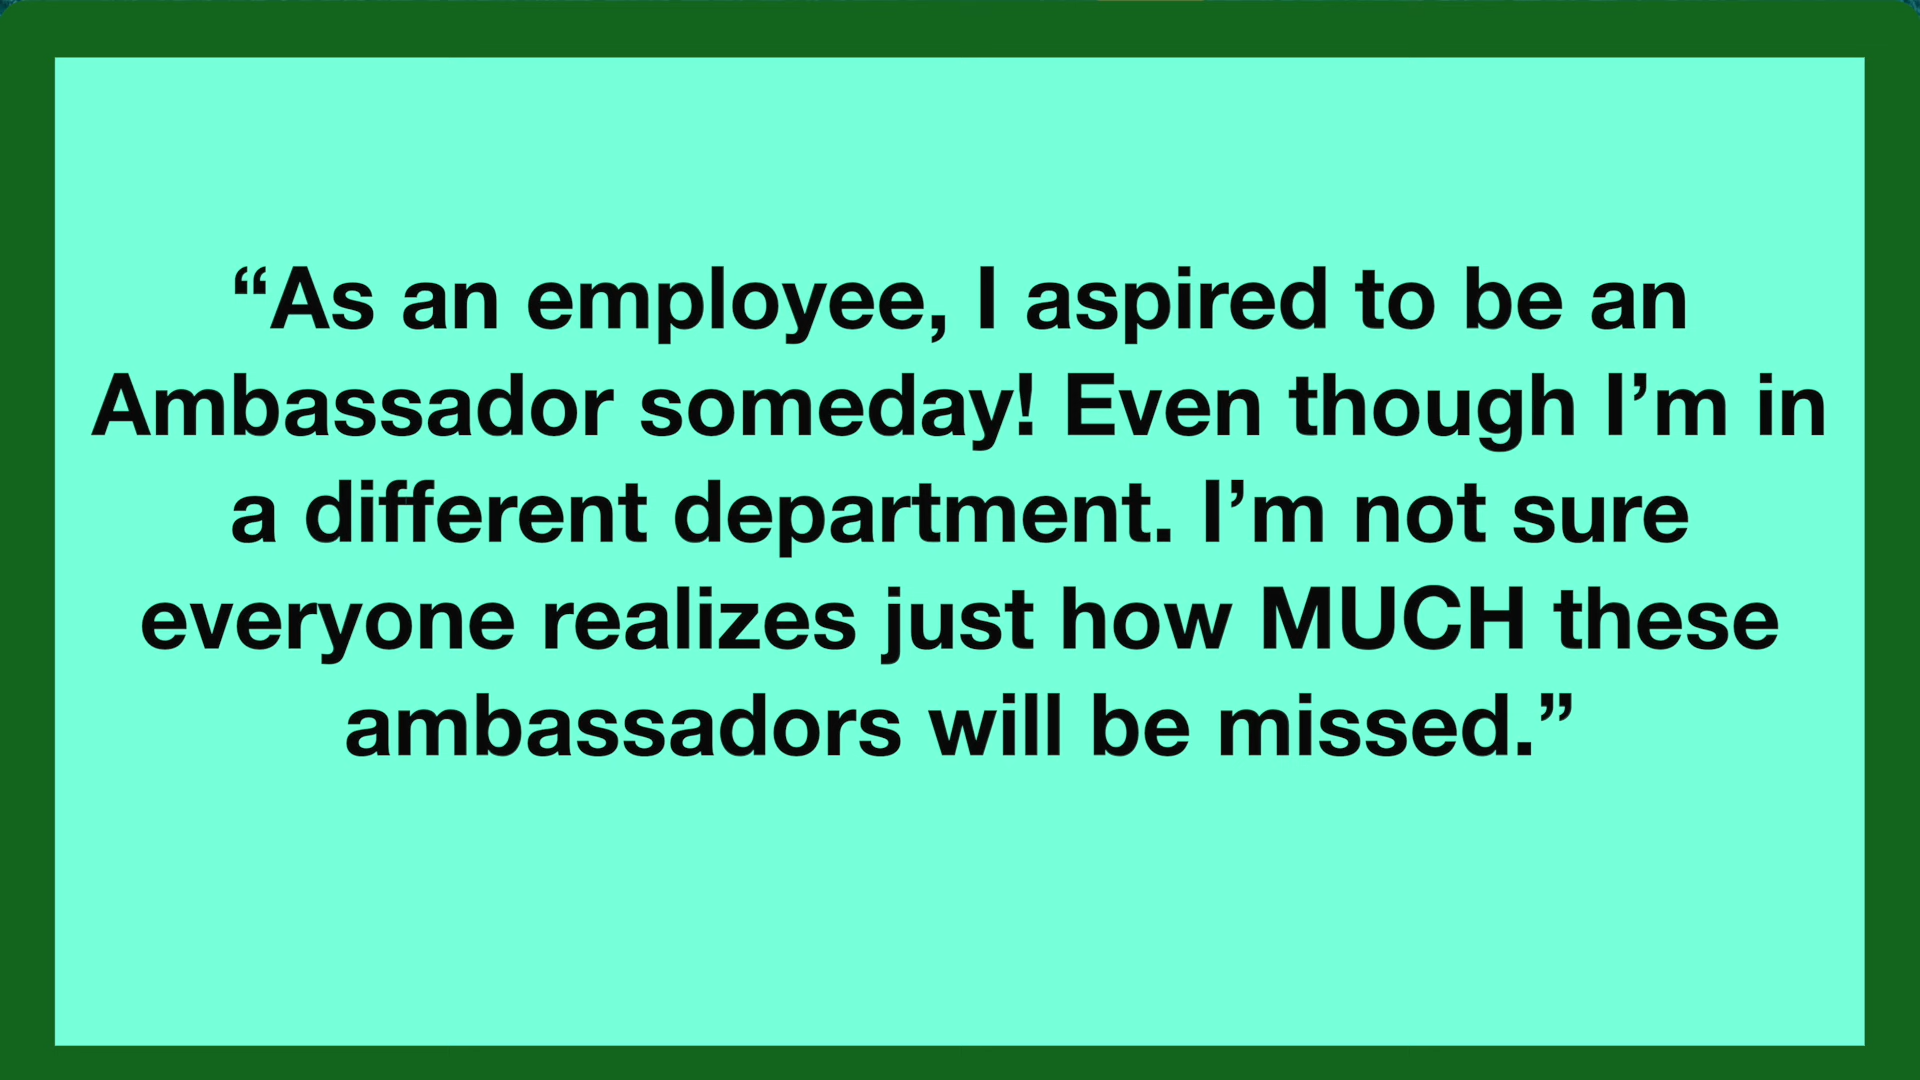 “As an employee, I aspired to be an
Ambassador someday! Even though I’m in
a different department. I’m not sure
everyone realizes just how MUCH these
ambassadors will be missed.”